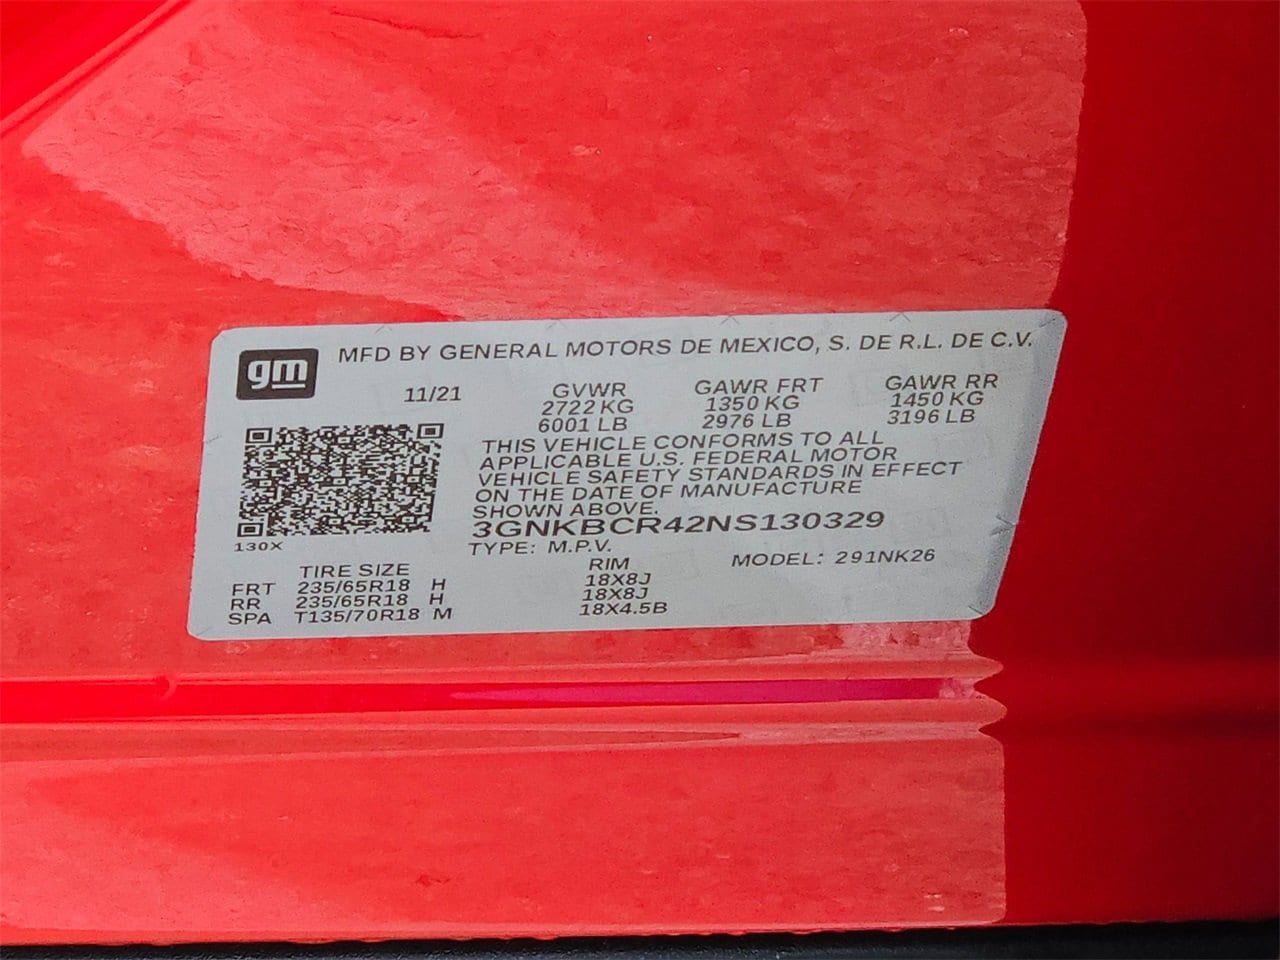 gm
MFD BY GENERAL MOTORS DE MEXICO, S. DE R.L. DE C.V.
11/21 GVWR GAWR FRT GAWR RR
2722 KG 1350 KG 1450 KG
6001 LB 2976 LB 3196 LB
THIS VEHICLE CONFORMS TO ALL
APPLICABLE U.S. FEDERAL MOTOR
VEHICLE SAFETY STANDARDS IN EFFECT
ON THE DATE OF MANUFACTURE
SHOWN ABOVE.
3GNKBCR42NS130329
130X
TYPE: M.P.V. MODEL: 291NK26
TIRE SIZE RIM
FRT 235/65R18 H 18X8J
RR 235/65R18 H 18X8J
SPA T135/70R18 M 18X4.5B